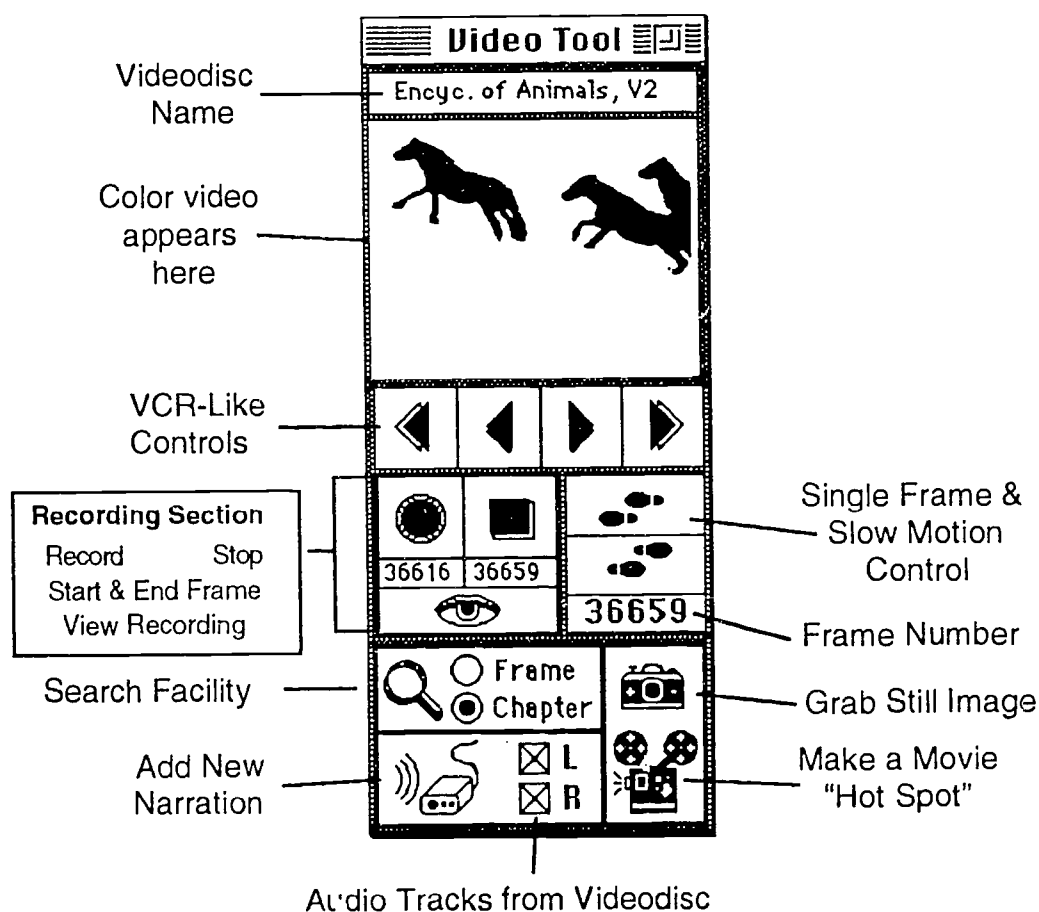 Video Tool
Videodisc
Name
Encyc. of Animals, V2
Color video
appears
here
VCR-Like
Controls
Recording Section
Record Stop
Start & End Frame
View Recording
36616 36659
Single Frame &
Slow Motion
Control
36659
Frame Number
Search Facility
Frame
Chapter
Grab Still Image
Add New
Narration
L
R
Make a Movie
“Hot Spot”
Audio Tracks from Videodisc